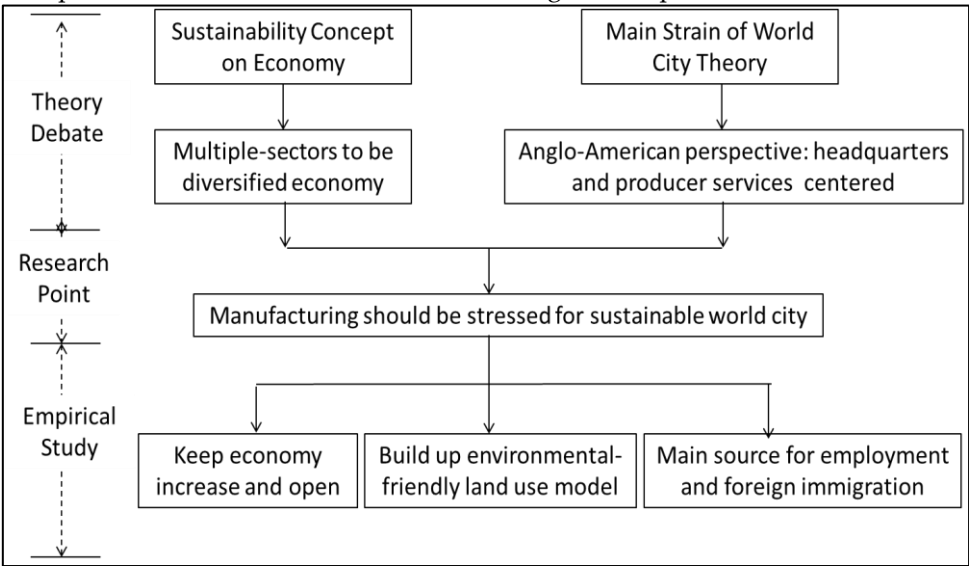 Sustainability Concept
on Economy
Main Strain of World
City Theory
Theory
Debate
Multiple-sectors to be
diversified economy
Anglo-American perspective: headquarters
and producer services centered
Research
Point
Manufacturing should be stressed for sustainable world city
Empirical
Study
Keep economy
increase and open
Build up environmental-
friendly land use model
Main source for employment
and foreign immigration